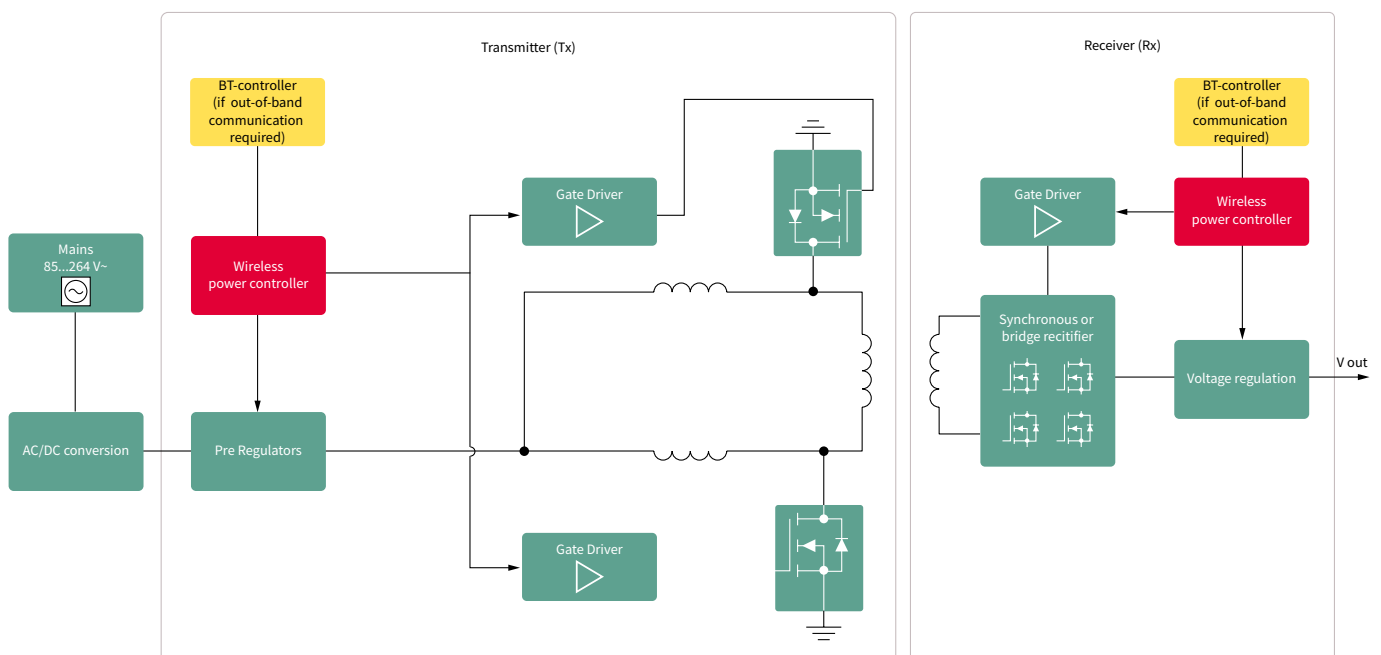 Transmitter (Tx)
Receiver (Rx)
BT-controller
(if out-of-band
communication
required)
BT-controller
(if out-of-band
communication
required)
Gate Driver
Gate Driver
Wireless
power controller
Mains
85...264 V~
Wireless
power controller
Synchronous or
bridge recitifier
V out
Voltage regulation
AC/DC conversion
Pre Regulators
Gate Driver